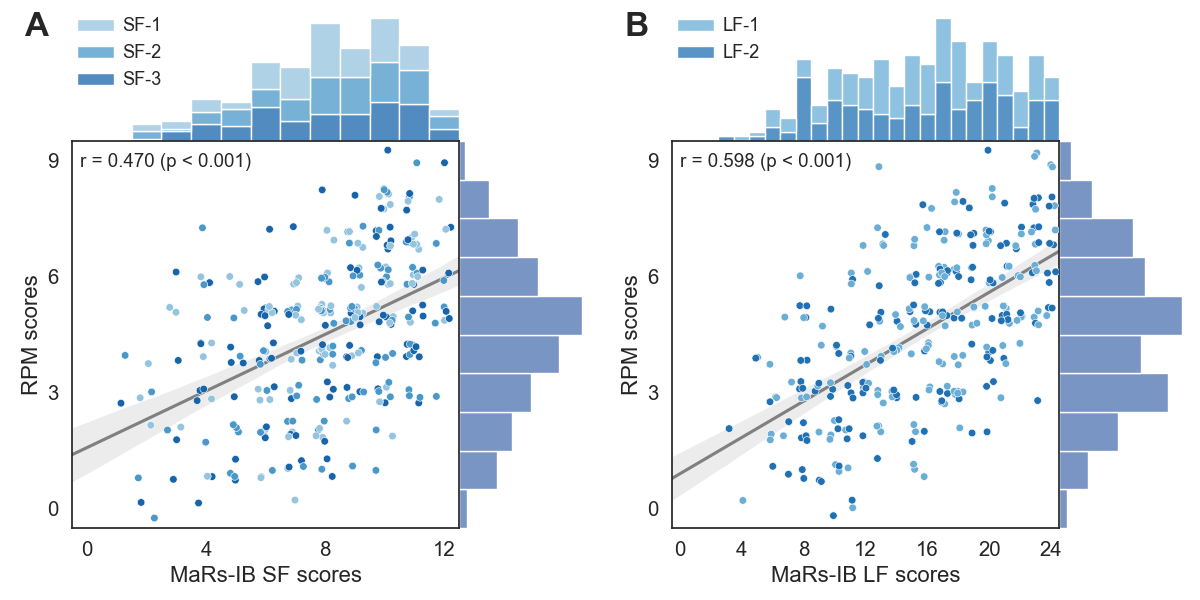 A
SF-1
SF-2
SF-3
r = 0.470 (p < 0.001)
9
6
3
0
RPM scores
0 4 8 12
MaRs-IB SF scores
B
LF-1
LF-2
r = 0.598 (p < 0.001)
9
6
3
0
RPM scores
0 4 8 12 16 20 24
MaRs-IB LF scores